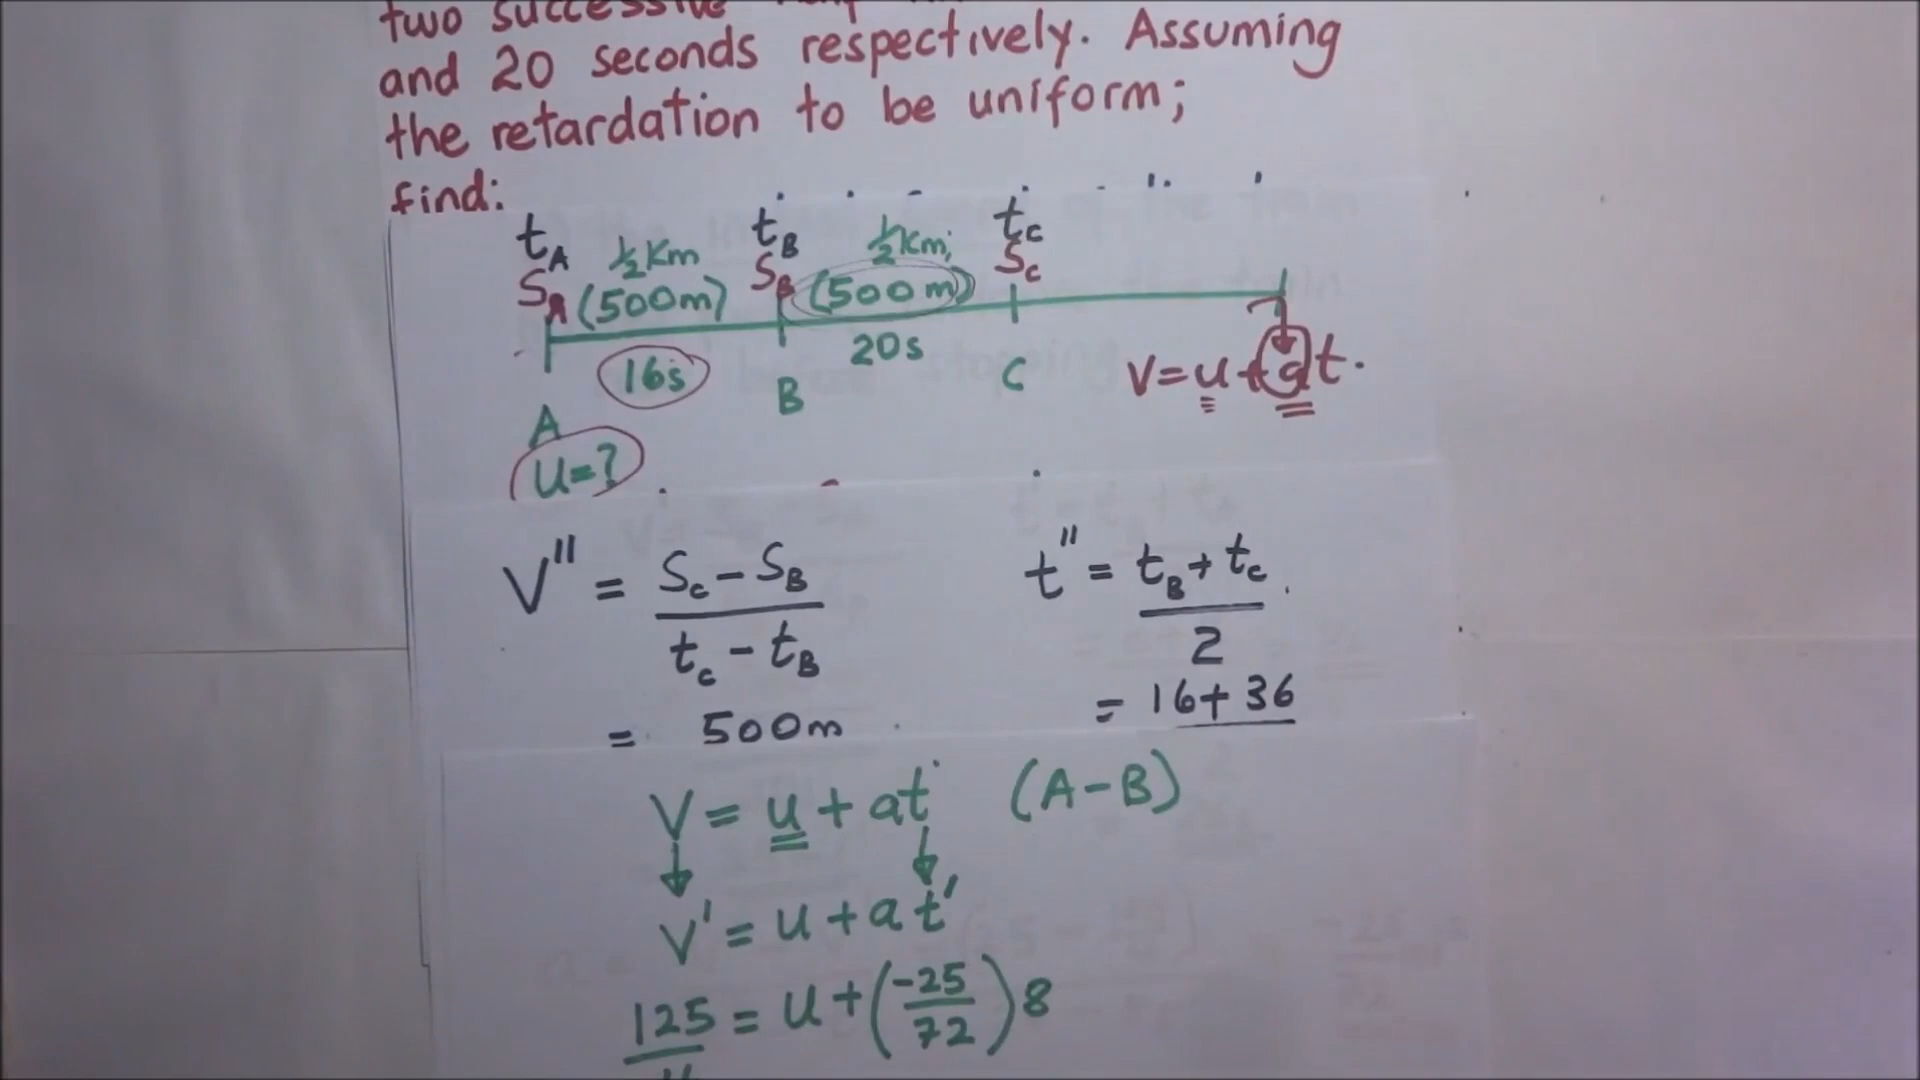 two successive
and 20 seconds respectively. Assuming
the retardation to be uniform;
find:
tA ½Km tB ½Km, tc
SA (500m) SB (500m) Sc
16s 20s
A B C V=u+at.
U=?
V" = Sc-SB / tc-tB t" = tB+tc / 2
= 500m = 16+36
V = u + at (A-B)
V' = u + at'
125 = u + (-25/72) 8